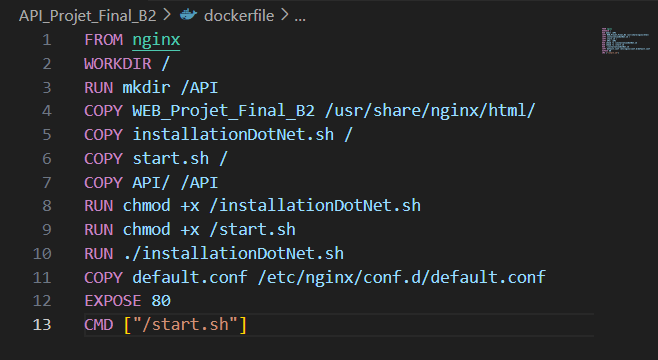 API_Projet_Final_B2 > dockerfile > ...
1 FROM nginx
2 WORKDIR /
3 RUN mkdir /API
4 COPY WEB_Projet_Final_B2 /usr/share/nginx/html/
5 COPY installationDotNet.sh /
6 COPY start.sh /
7 COPY API/ /API
8 RUN chmod +x /installationDotNet.sh
9 RUN chmod +x /start.sh
10 RUN ./installationDotNet.sh
11 COPY default.conf /etc/nginx/conf.d/default.conf
12 EXPOSE 80
13 CMD ["/start.sh"]